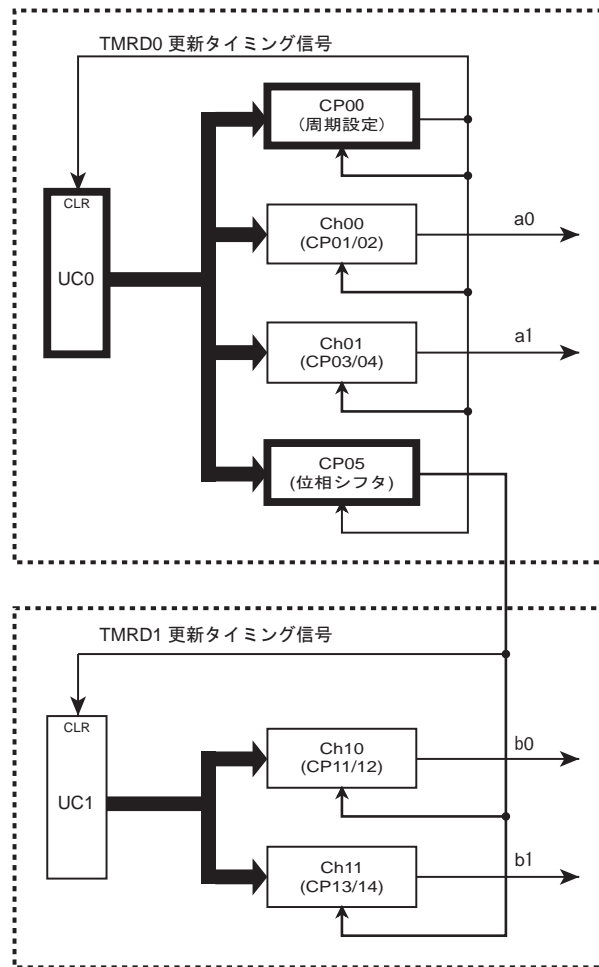 TMRD0 更新タイミング信号
CP00
(周期設定)
CLR
UC0
Ch00
(CP01/02)
a0
Ch01
(CP03/04)
a1
CP05
(位相シフタ)
TMRD1 更新タイミング信号
CLR
UC1
Ch10
(CP11/12)
b0
Ch11
(CP13/14)
b1